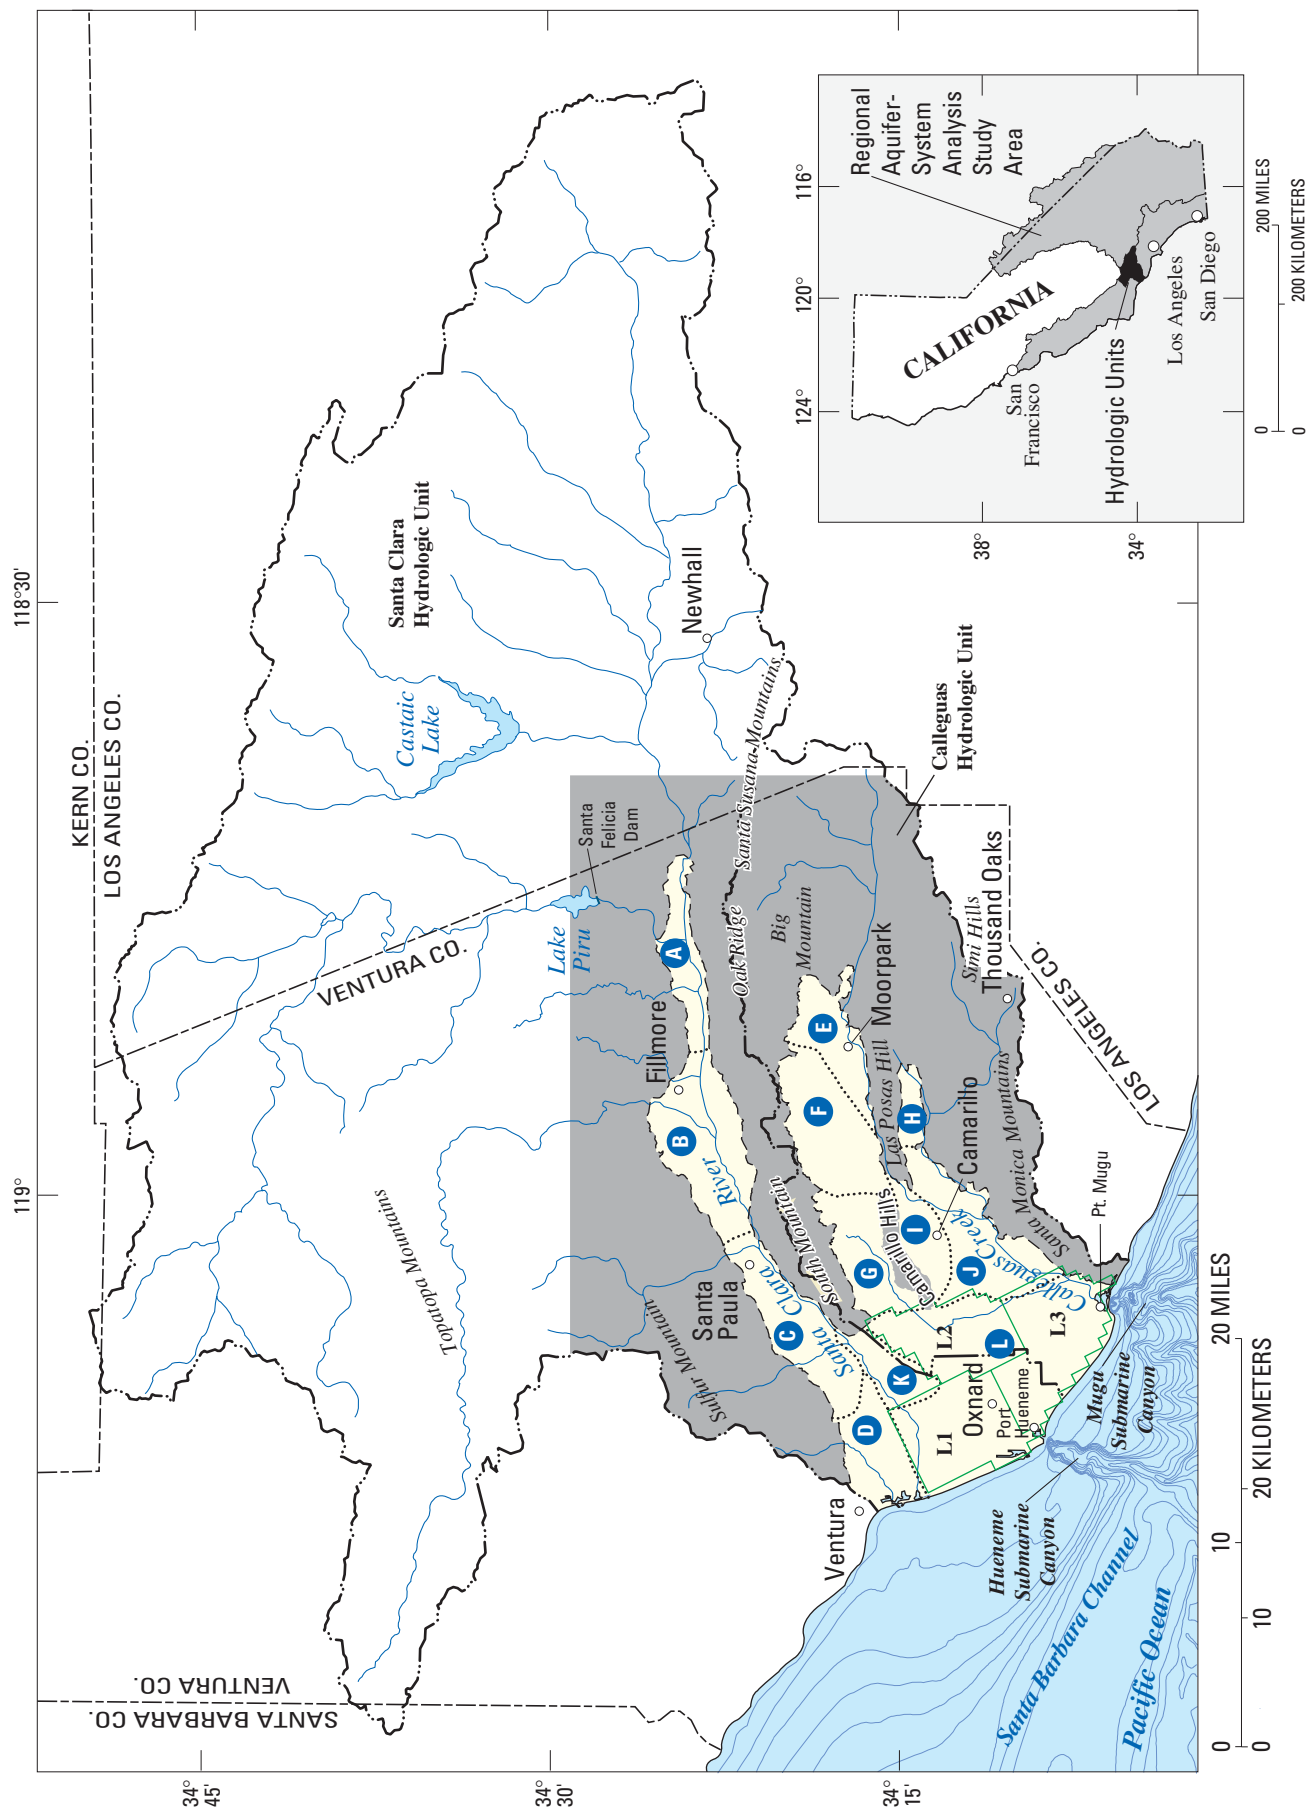 118°30'
119°
34°
45'
34°
30'
34°
15'
KERN CO.
LOS ANGELES CO.
VENTURA CO.
LOS ANGELES CO.
SANTA BARBARA CO.
VENTURA CO.
Santa Clara
Hydrologic Unit
Castaic
Lake
Newhall
Santa Susana Mountains
Calleguas
Hydrologic Unit
Santa
Felicia
Dam
Lake
Piru
Topatopa Mountains
Fillmore
Oak Ridge
Big
Mountain
Moorpark
Simi Hills
Thousand Oaks
Las Posas Hill
Camarillo
Santa Monica Mountains
Pt. Mugu
South Mountain
Camarillo Hills
Calleguas Creek
Santa
Paula
Sulfur Mountain
Santa Clara River
A
B
C
D
E
F
G
H
I
J
K
L
L1
L2
L3
Oxnard
Port
Hueneme
Ventura
Mugu
Submarine
Canyon
Hueneme
Submarine
Canyon
Santa Barbara Channel
Pacific Ocean
0 10 20 MILES
0 10 20 KILOMETERS
124°
120°
116°
38°
34°
CALIFORNIA
Regional
Aquifer-
System
Analysis
Study
Area
San
Francisco
Hydrologic Units
Los Angeles
San Diego
0 200 MILES
0 200 KILOMETERS